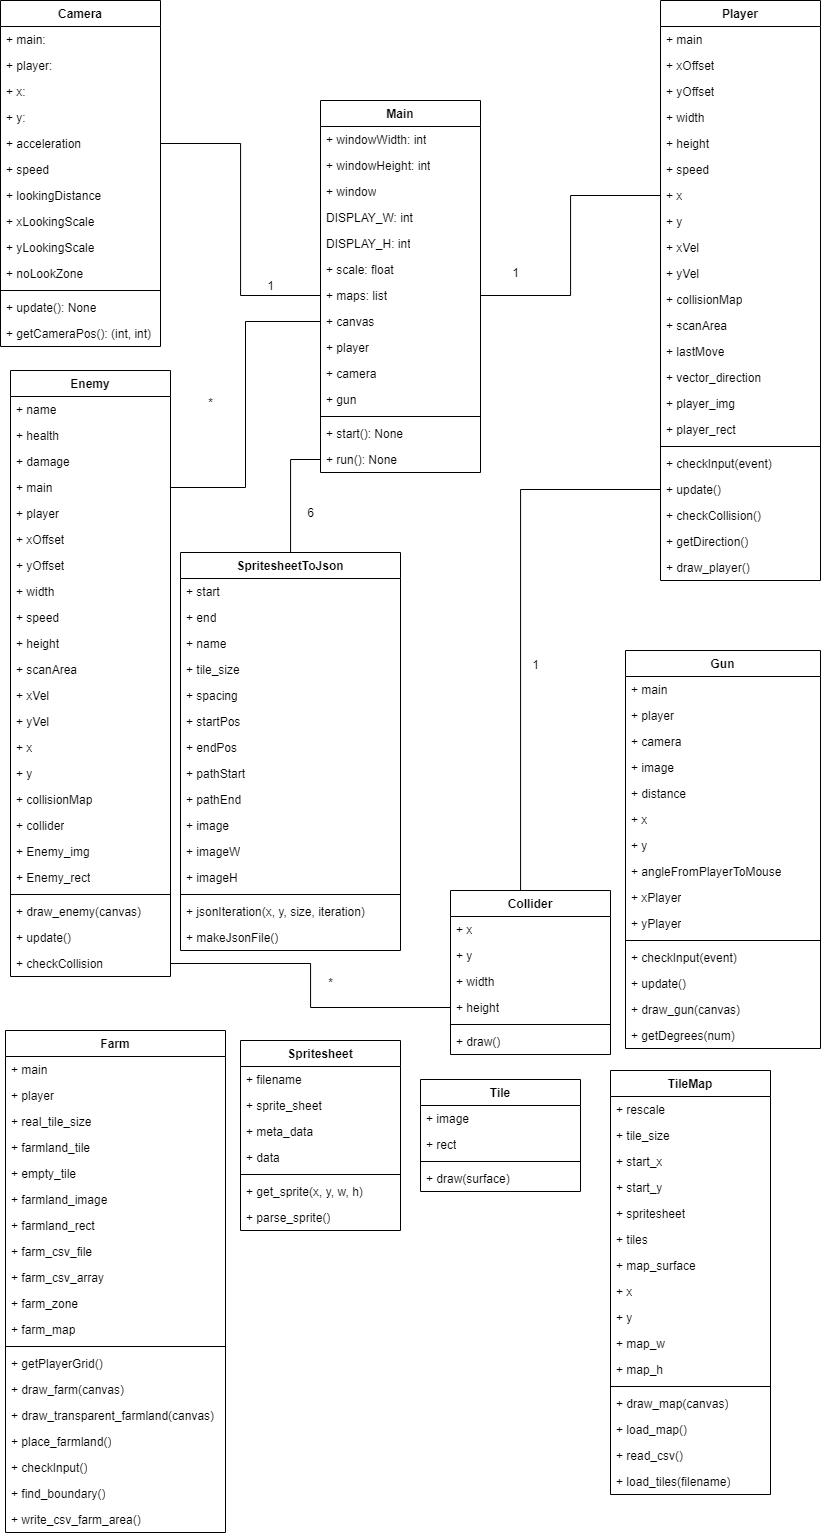 Camera
+ main:
+ player:
+ x:
+ y:
+ acceleration
+ speed
+ lookingDistance
+ xLookingScale
+ yLookingScale
+ noLookZone
+ update(): None
+ getCameraPos(): (int, int)
1
Main
+ windowWidth: int
+ windowHeight: int
+ window
DISPLAY_W: int
DISPLAY_H: int
+ scale: float
+ maps: list
+ canvas
+ player
+ camera
+ gun
+ start(): None
+ run(): None
1
Player
+ main
+ xOffset
+ yOffset
+ width
+ height
+ speed
+ x
+ y
+ xVel
+ yVel
+ collisionMap
+ scanArea
+ lastMove
+ vector_direction
+ player_img
+ player_rect
+ checkInput(event)
+ update()
+ checkCollision()
+ getDirection()
+ draw_player()
Enemy
+ name
+ health
+ damage
+ main
+ player
+ xOffset
+ yOffset
+ width
+ speed
+ height
+ scanArea
+ xVel
+ yVel
+ x
+ y
+ collisionMap
+ collider
+ Enemy_img
+ Enemy_rect
+ draw_enemy(canvas)
+ update()
+ checkCollision
*
6
SpritesheetToJson
+ start
+ end
+ name
+ tile_size
+ spacing
+ startPos
+ endPos
+ pathStart
+ pathEnd
+ image
+ imageW
+ imageH
+ jsonIteration(x, y, size, iteration)
+ makeJsonFile()
*
1
Collider
+ x
+ y
+ width
+ height
+ draw()
Gun
+ main
+ player
+ camera
+ image
+ distance
+ x
+ y
+ angleFromPlayerToMouse
+ xPlayer
+ yPlayer
+ checkInput(event)
+ update()
+ draw_gun(canvas)
+ getDegrees(num)
Farm
+ main
+ player
+ real_tile_size
+ farmland_tile
+ empty_tile
+ farmland_image
+ farmland_rect
+ farm_csv_file
+ farm_csv_array
+ farm_zone
+ farm_map
+ getPlayerGrid()
+ draw_farm(canvas)
+ draw_transparent_farmland(canvas)
+ place_farmland()
+ checkInput()
+ find_boundary()
+ write_csv_farm_area()
Spritesheet
+ filename
+ sprite_sheet
+ meta_data
+ data
+ get_sprite(x, y, w, h)
+ parse_sprite()
Tile
+ image
+ rect
+ draw(surface)
TileMap
+ rescale
+ tile_size
+ start_x
+ start_y
+ spritesheet
+ tiles
+ map_surface
+ x
+ y
+ map_w
+ map_h
+ draw_map(canvas)
+ load_map()
+ read_csv()
+ load_tiles(filename)